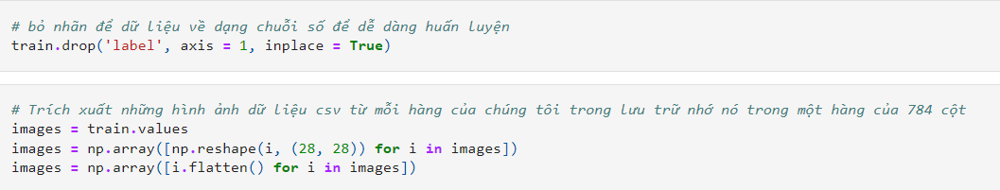 # bỏ nhãn để dữ liệu về dạng chuỗi số để dễ dàng huấn luyện
train.drop('label', axis = 1, inplace = True)
# Trích xuất những hình ảnh dữ liệu csv từ mỗi hàng của chúng tôi trong lưu trữ nhớ nó trong một hàng của 784 cột
images = train.values
images = np.array([np.reshape(i, (28, 28)) for i in images])
images = np.array([i.flatten() for i in images])